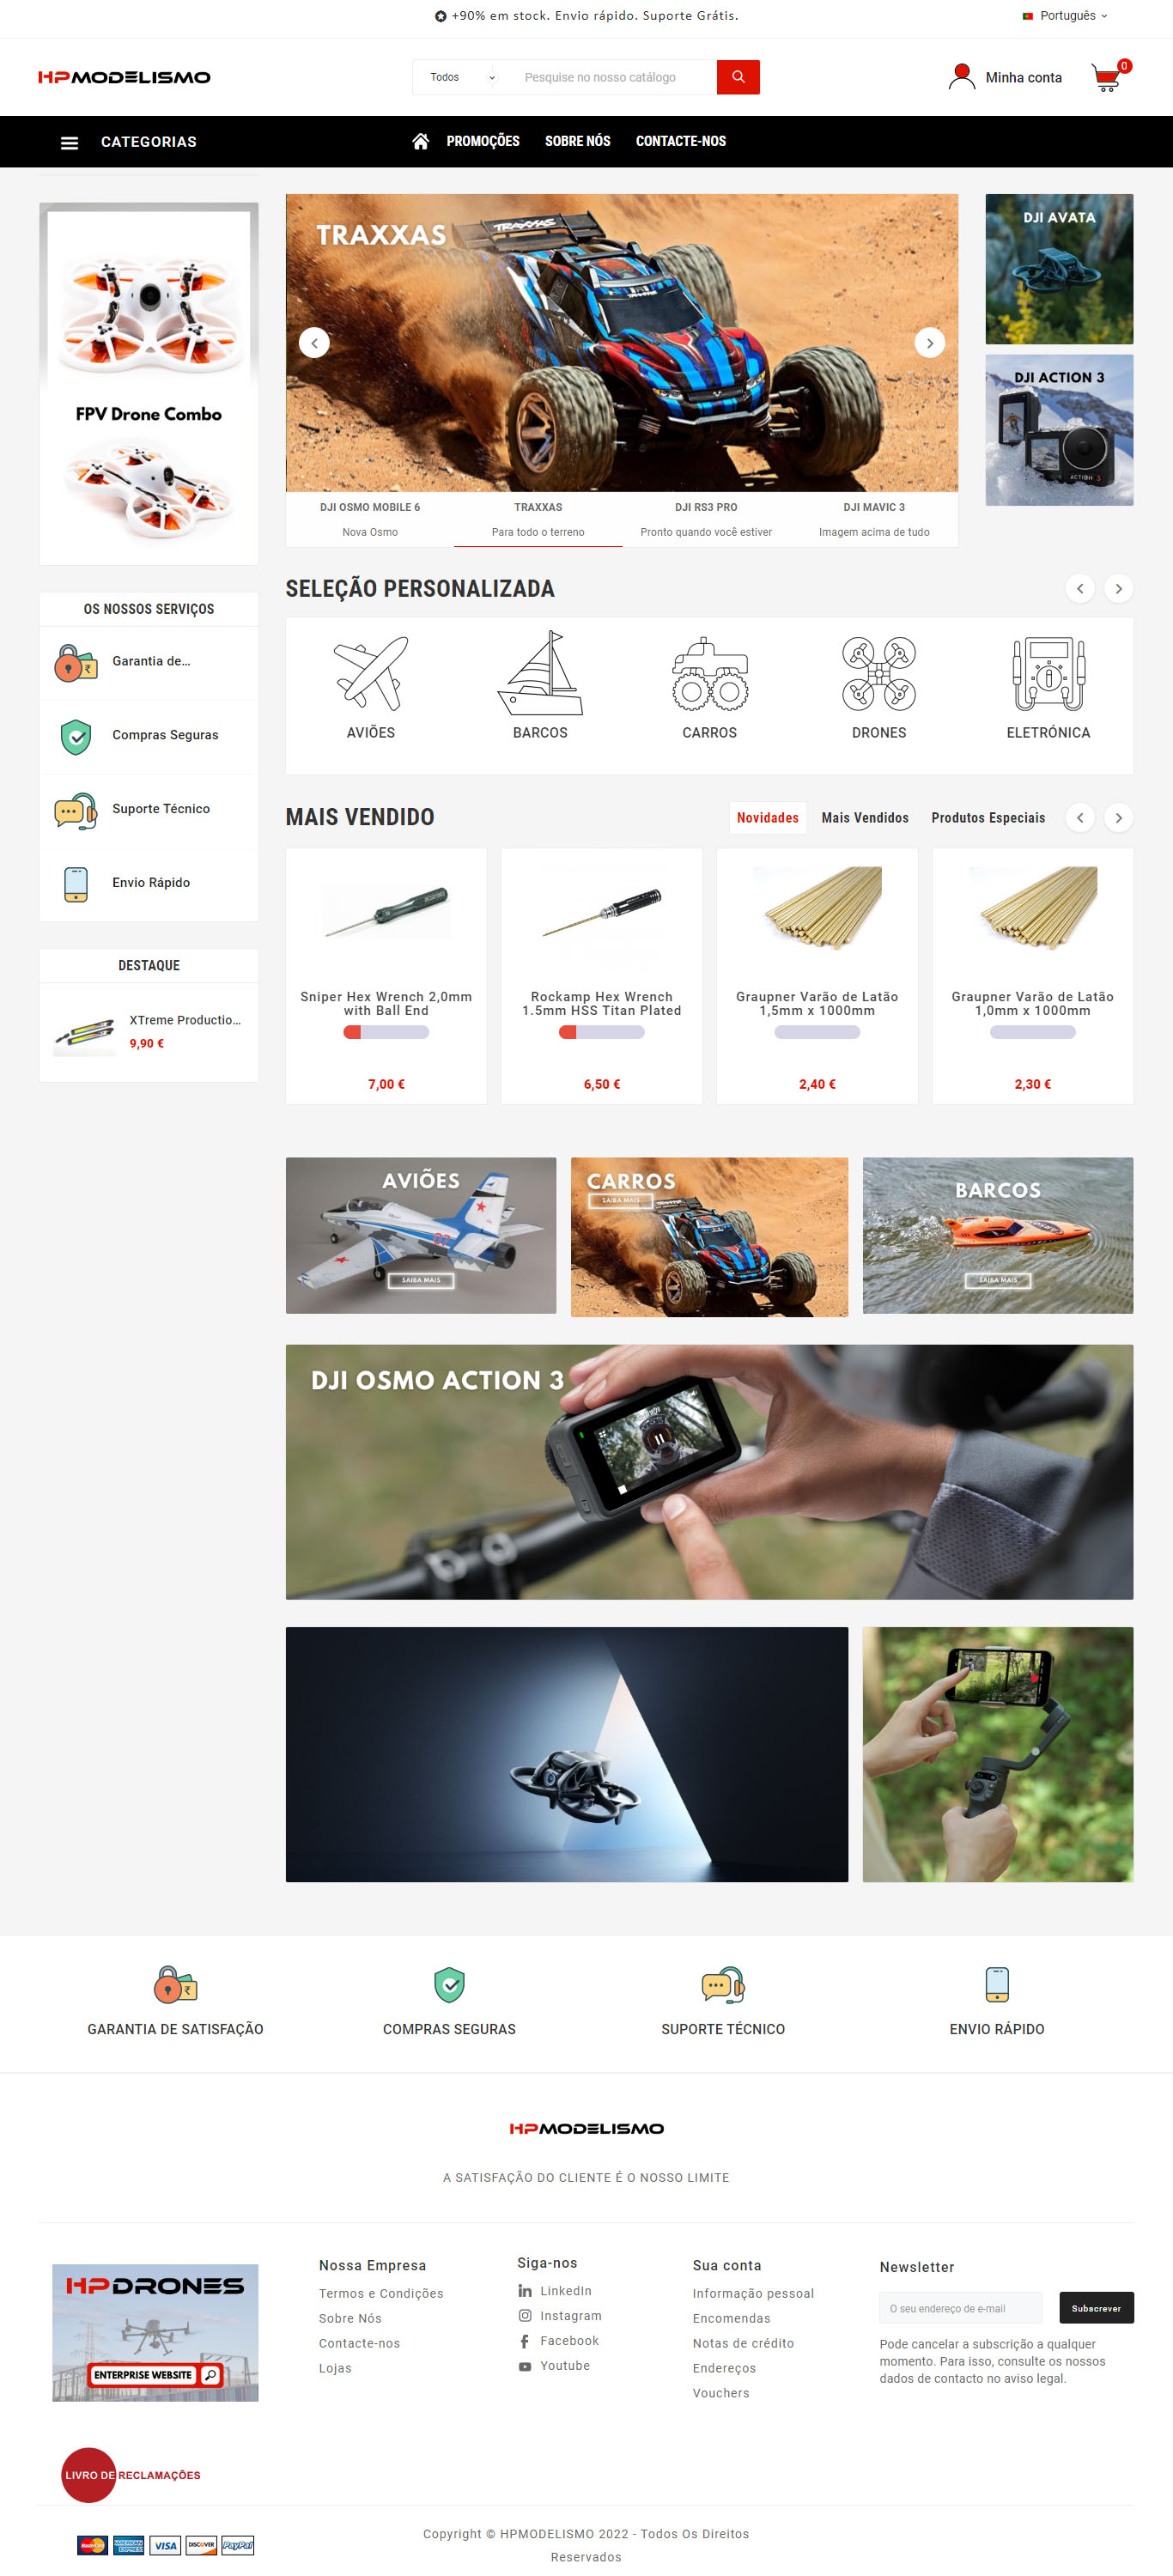 +90% em stock. Envio rápido. Suporte Grátis.
Português
HPMODELISMO
Todos
Pesquise no nosso catálogo
Minha conta
0
CATEGORIAS
PROMOÇÕES
SOBRE NÓS
CONTACTE-NOS
FPV Drone Combo
TRAXXAS
TRAXXAS
DJI AVATA
DJI ACTION 3
ACTION 3
DJI OSMO MOBILE 6
Nova Osmo
TRAXXAS
Para todo o terreno
DJI RS3 PRO
Pronto quando você estiver
DJI MAVIC 3
Imagem acima de tudo
OS NOSSOS SERVIÇOS
Garantia de...
Compras Seguras
Suporte Técnico
Envio Rápido
DESTAQUE
XTreme Productio...
9,90 €
SELEÇÃO PERSONALIZADA
AVIÕES
BARCOS
CARROS
DRONES
ELETRÓNICA
MAIS VENDIDO
Novidades
Mais Vendidos
Produtos Especiais
Sniper Hex Wrench 2,0mm
with Ball End
7,00 €
Rockamp Hex Wrench
1.5mm HSS Titan Plated
6,50 €
Graupner Varão de Latão
1,5mm x 1000mm
2,40 €
Graupner Varão de Latão
1,0mm x 1000mm
2,30 €
AVIÕES
07
SAIBA MAIS
CARROS
SAIBA MAIS
BARCOS
SAIBA MAIS
DJI OSMO ACTION 3
GARANTIA DE SATISFAÇÃO
COMPRAS SEGURAS
SUPORTE TÉCNICO
ENVIO RÁPIDO
HPMODELISMO
A SATISFAÇÃO DO CLIENTE É O NOSSO LIMITE
HPDRONES
ENTERPRISE WEBSITE
Nossa Empresa
Termos e Condições
Sobre Nós
Contacte-nos
Lojas
Siga-nos
LinkedIn
Instagram
Facebook
Youtube
Sua conta
Informação pessoal
Encomendas
Notas de crédito
Endereços
Vouchers
Newsletter
O seu endereço de e-mail
Subscrever
Pode cancelar a subscrição a qualquer
momento. Para isso, consulte os nossos
dados de contacto no aviso legal.
LIVRO DE RECLAMAÇÕES
MasterCard
AMERICAN EXPRESS
VISA
DISCOVER
PayPal
Copyright © HPMODELISMO 2022 - Todos Os Direitos
Reservados